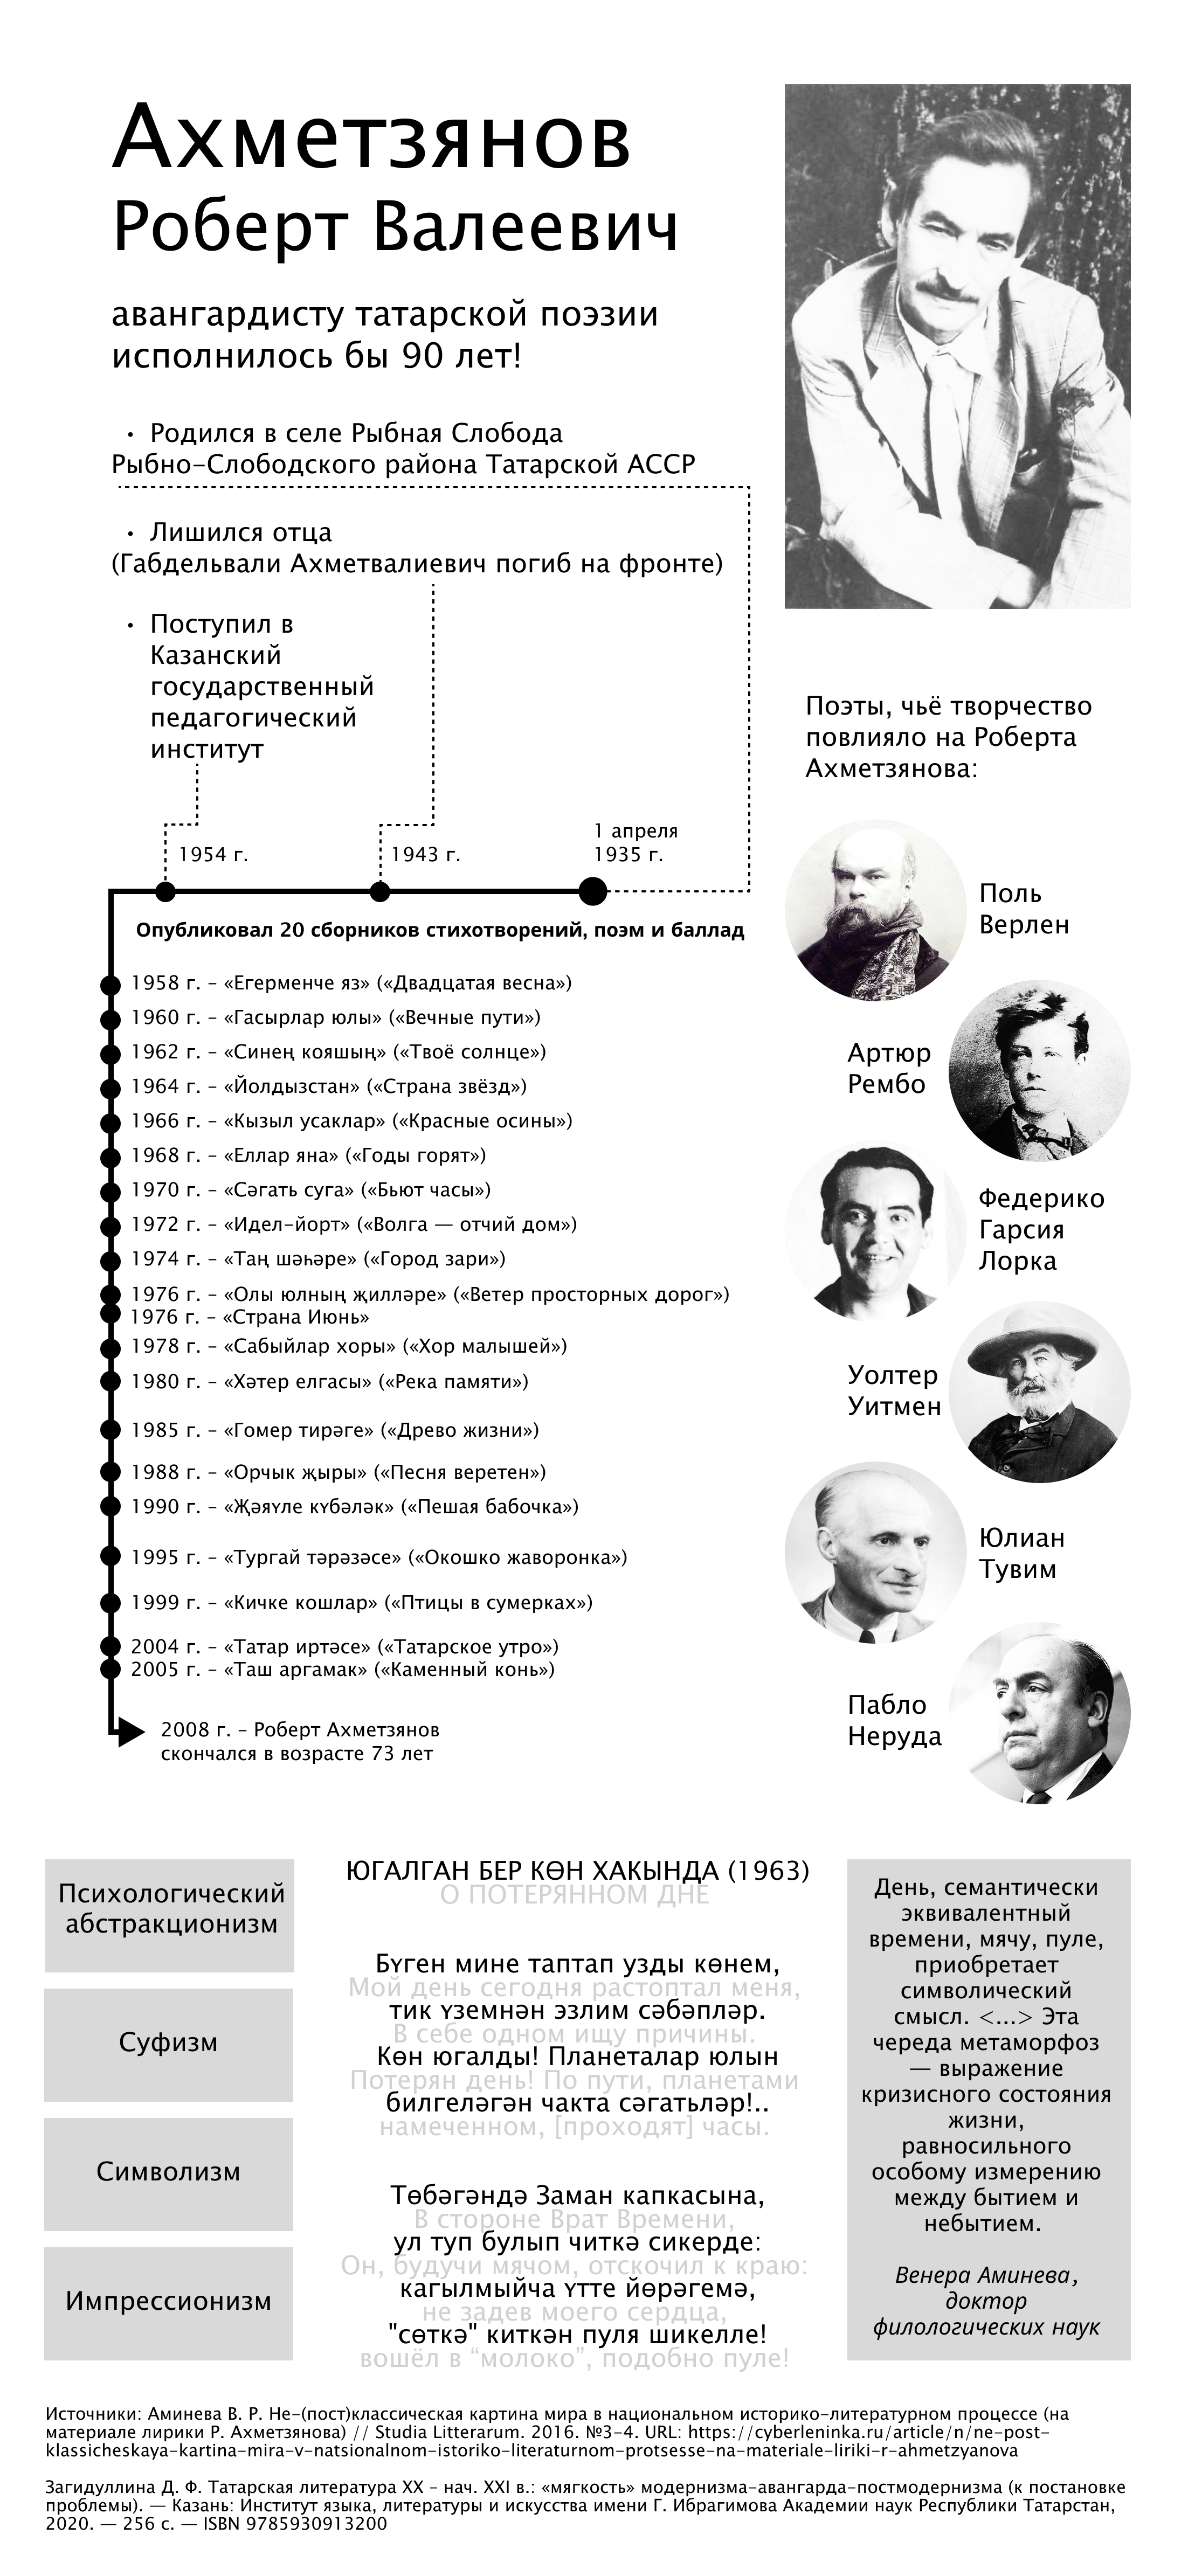 Ахметзянов
Роберт Валеевич
авангардисту татарской поэзии
исполнилось бы 90 лет!
• Родился в селе Рыбная Слобода
Рыбно-Слободского района Татарской АССР
• Лишился отца
(Габдельвали Ахметвалиевич погиб на фронте)
• Поступил в
Казанский
государственный
педагогический
институт
1954 г.
1943 г.
1 апреля
1935 г.
Опубликовал 20 сборников стихотворений, поэм и баллад
1958 г. – «Егерменче яз» («Двадцатая весна»)
1960 г. – «Гасырлар юлы» («Вечные пути»)
1962 г. – «Синең кояшың» («Твоё солнце»)
1964 г. – «Йолдызстан» («Страна звёзд»)
1966 г. – «Кызыл усаклар» («Красные осины»)
1968 г. – «Еллар яна» («Годы горят»)
1970 г. – «Сәгать суга» («Бьют часы»)
1972 г. – «Идел-йорт» («Волга — отчий дом»)
1974 г. – «Таң шәһәре» («Город зари»)
1976 г. – «Олы юлның җилләре» («Ветер просторных дорог»)
1976 г. – «Страна Июнь»
1978 г. – «Сабыйлар хоры» («Хор малышей»)
1980 г. – «Хәтер елгасы» («Река памяти»)
1985 г. – «Гомер тирәге» («Древо жизни»)
1988 г. – «Орчык җыры» («Песня веретен»)
1990 г. – «Җәяүле күбәләк» («Пешая бабочка»)
1995 г. – «Тургай тәрәзәсе» («Окошко жаворонка»)
1999 г. – «Кичке кошлар» («Птицы в сумерках»)
2004 г. – «Татар иртәсе» («Татарское утро»)
2005 г. – «Таш аргамак» («Каменный конь»)
2008 г. – Роберт Ахметзянов
скончался в возрасте 73 лет
Поэты, чьё творчество
повлияло на Роберта
Ахметзянова:
Поль
Верлен
Артюр
Рембо
Федерико
Гарсия
Лорка
Уолтер
Уитмен
Юлиан
Тувим
Пабло
Неруда
Психологический
абстракционизм
Суфизм
Символизм
Импрессионизм
ЮГАЛГАН БЕР КӨН ХАКЫНДА (1963)
О ПОТЕРЯННОМ ДНЕ
Бүген мине таптап узды көнем,
Мой день сегодня растоптал меня,
тик үземнән эзлим сәбәпләр.
В себе одном ищу причины.
Көн югалды! Планеталар юлын
Потерян день! По пути, планетами
билгеләгән чакта сәгатьләр!..
намеченном, [проходят] часы.
Төбәгәндә Заман капкасына,
В стороне Врат Времени,
ул туп булып читкә сикерде:
Он, будучи мячом, отскочил к краю:
кагылмыйча үтте йөрәгемә,
не задев моего сердца,
"сөткә" киткән пуля шикелле!
вошёл в “молоко”, подобно пуле!
День, семантически
эквивалентный
времени, мячу, пуле,
приобретает
символический
смысл. <...> Эта
череда метаморфоз
— выражение
кризисного состояния
жизни,
равносильного
особому измерению
между бытием и
небытием.
Венера Аминева,
доктор
филологических наук
Источники: Аминева В. Р. Не-(пост)классическая картина мира в национальном историко-литературном процессе (на
материале лирики Р. Ахметзянова) // Studia Litterarum. 2016. №3-4. URL: https://cyberleninka.ru/article/n/ne-post-
klassicheskaya-kartina-mira-v-natsionalnom-istoriko-literaturnom-protsesse-na-materiale-liriki-r-ahmetzyanova
Загидуллина Д. Ф. Татарская литература XX – нач. XXI в.: «мягкость» модернизма-авангарда-постмодернизма (к постановке
проблемы). — Казань: Институт языка, литературы и искусства имени Г. Ибрагимова Академии наук Республики Татарстан,
2020. — 256 с. — ISBN 9785930913200